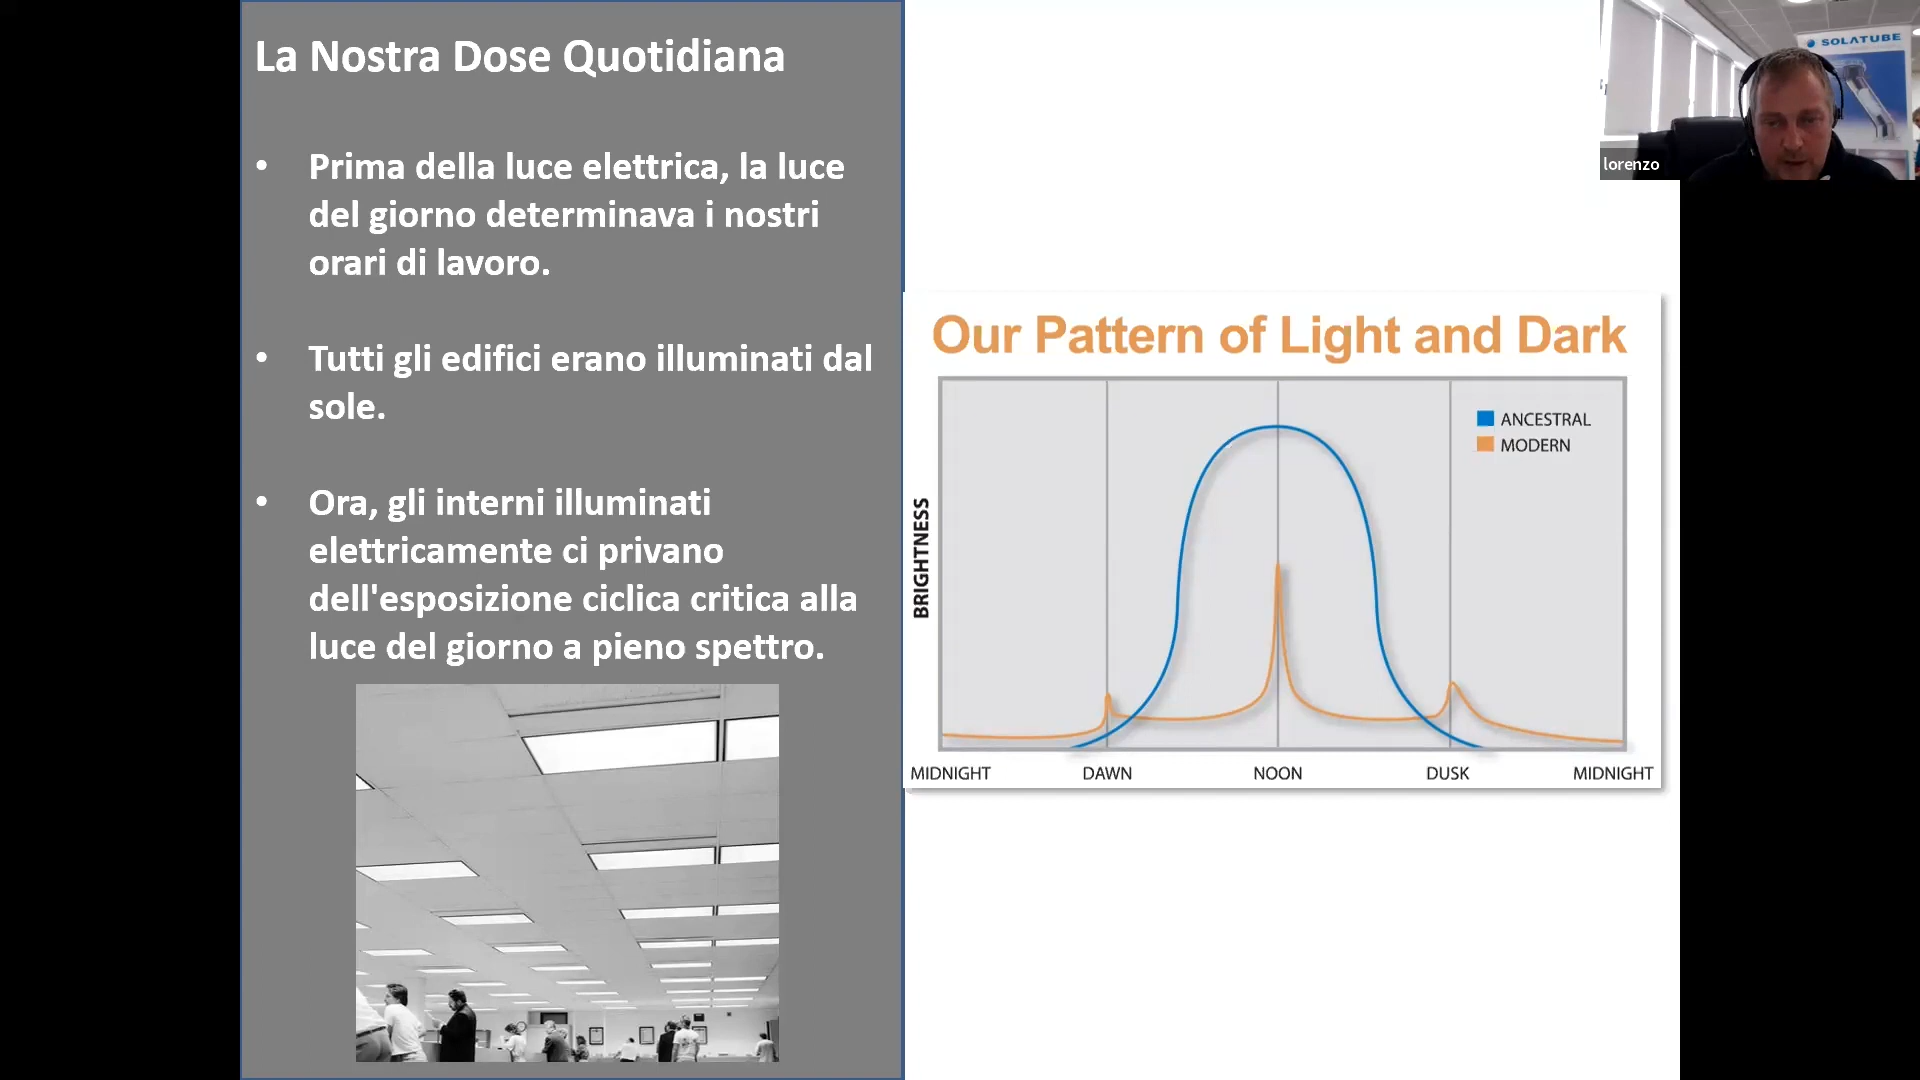 La Nostra Dose Quotidiana
• Prima della luce elettrica, la luce
del giorno determinava i nostri
orari di lavoro.
• Tutti gli edifici erano illuminati dal
sole.
• Ora, gli interni illuminati
elettricamente ci privano
dell'esposizione ciclica critica alla
luce del giorno a pieno spettro.
Our Pattern of Light and Dark
ANCESTRAL
MODERN
BRIGHTNESS
MIDNIGHT DAWN NOON DUSK MIDNIGHT
SOLATUBE
lorenzo